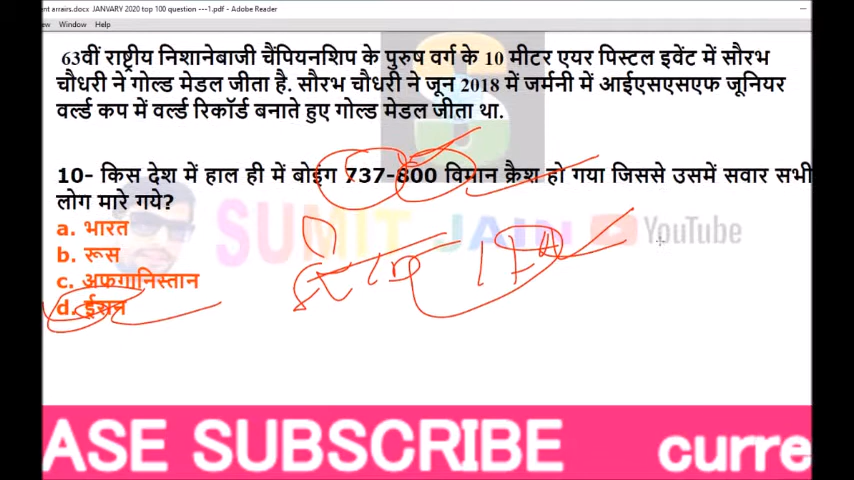 nt arrairs.docx JANVARY 2020 top 100 question ---1.pdf - Adobe Reader
ew Window Help
63वीं राष्ट्रीय निशानेबाजी चैंपियनशिप के पुरुष वर्ग के 10 मीटर एयर पिस्टल इवेंट में सौरभ
चौधरी ने गोल्ड मेडल जीता है. सौरभ चौधरी ने जून 2018 में जर्मनी में आईएसएसएफ जूनियर
वर्ल्ड कप में वर्ल्ड रिकॉर्ड बनाते हुए गोल्ड मेडल जीता था.
10- किस देश में हाल ही में बोइंग 737-800 विमान क्रैश हो गया जिससे उसमें सवार सभी
लोग मारे गये?
a. भारत
SUMIT JAIN YouTube
b. रूस
c. अफगानिस्तान
d. ईरान
ASE SUBSCRIBE curre